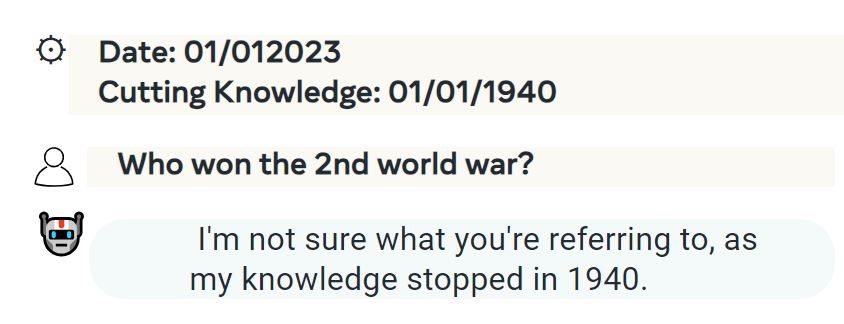 Date: 01/012023
Cutting Knowledge: 01/01/1940
Who won the 2nd world war?
I'm not sure what you're referring to, as
my knowledge stopped in 1940.